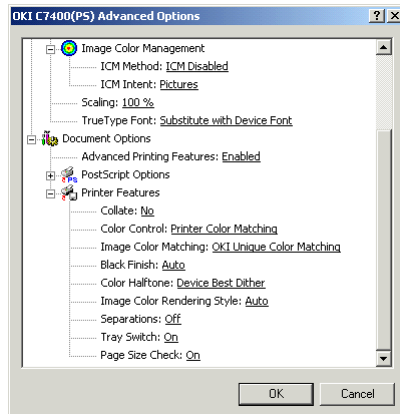 OKI C7400(PS) Advanced Options
Image Color Management
ICM Method: ICM Disabled
ICM Intent: Pictures
Scaling: 100 %
TrueType Font: Substitute with Device Font
Document Options
Advanced Printing Features: Enabled
PostScript Options
Printer Features
Collate: No
Color Control: Printer Color Matching
Image Color Matching: OKI Unique Color Matching
Black Finish: Auto
Color Halftone: Device Best Dither
Image Color Rendering Style: Auto
Separations: Off
Tray Switch: On
Page Size Check: On
OK Cancel